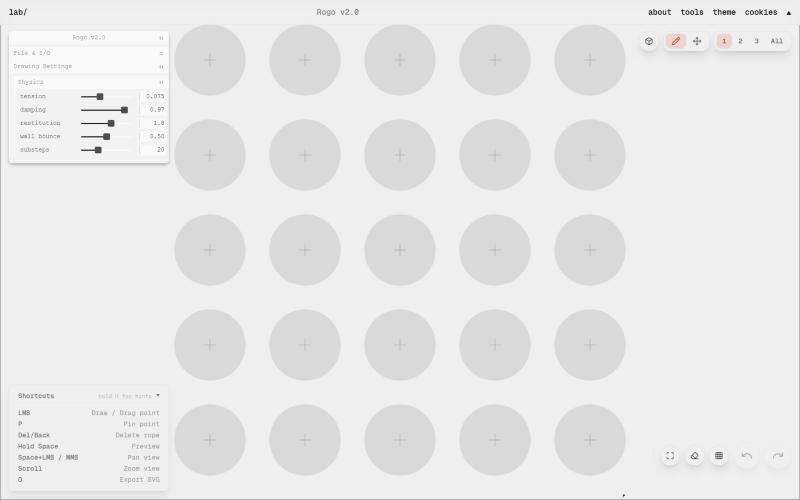 lab/
Rogo v2.0
about tools theme cookies ▲
Rogo v2.0
File & I/O
Drawing Settings
Physics
tension 0.075
damping 0.97
restitution 1.8
wall bounce 0.50
substeps 20
1 2 3 All
Shortcuts hold H for hints ▼
LMB Draw / Drag point
P Pin point
Del/Back Delete rope
Hold Space Preview
Space+LMB / MMB Pan view
Scroll Zoom view
O Export SVG